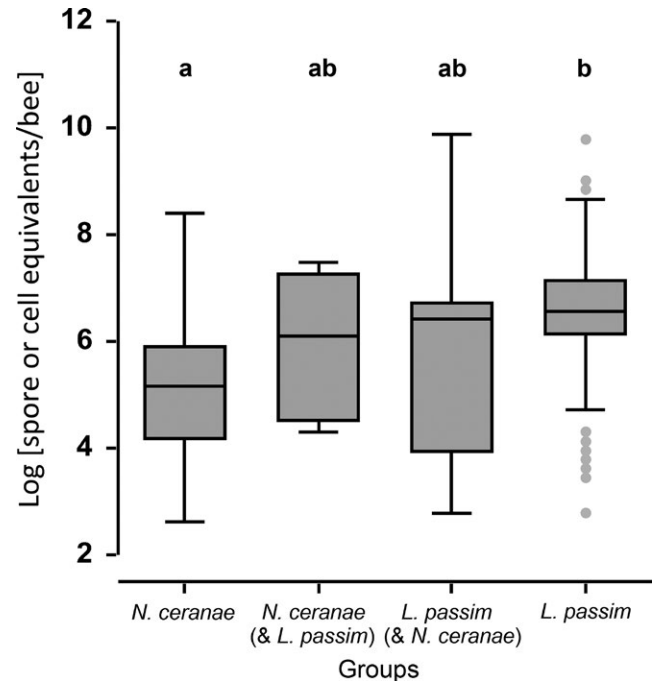 Log [spore or cell equivalents/bee]
12
10
8
6
4
2
a
ab
ab
b
N. ceranae
N. ceranae
(& L. passim)
L. passim
(& N. ceranae)
L. passim
Groups